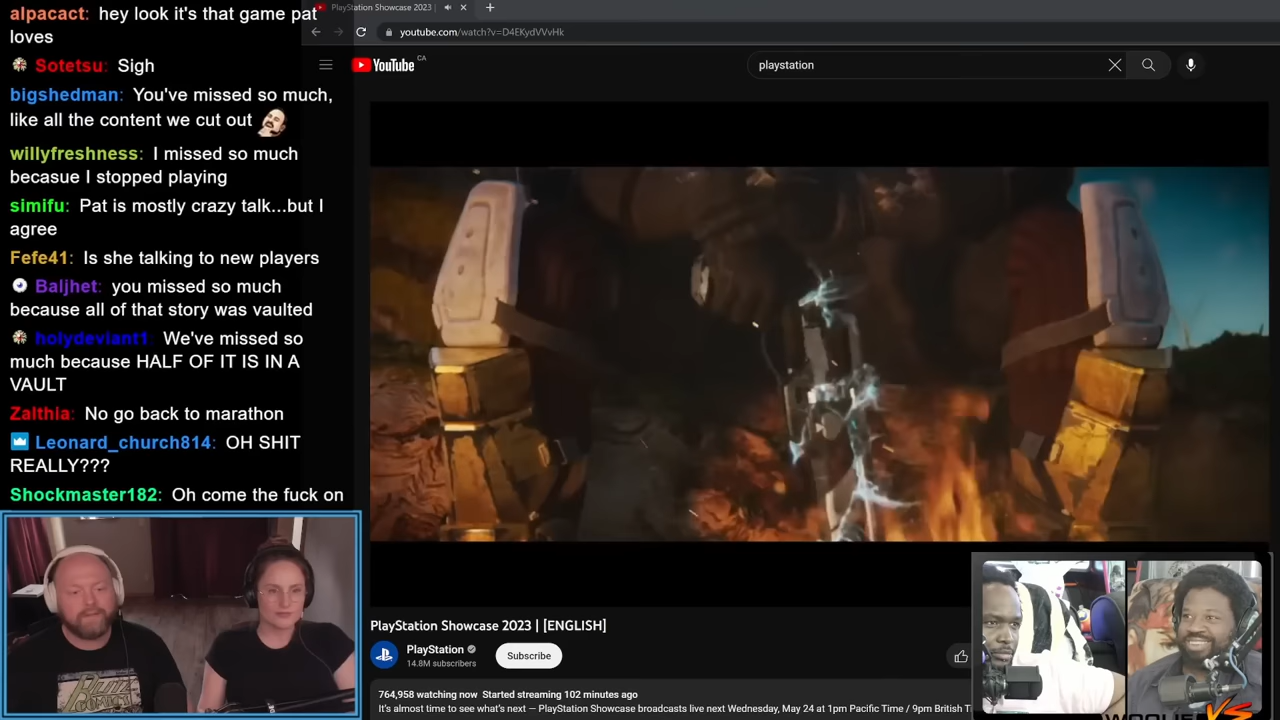 alpacact: hey look it's that game pat
loves
Sotetsu: Sigh
bigshedman: You've missed so much,
like all the content we cut out
willyfreshness: I missed so much
becasue I stopped playing
simifu: Pat is mostly crazy talk...but I
agree
Fefe41: Is she talking to new players
Baljhet: you missed so much
because all of that story was vaulted
holydeviant1: We've missed so
much because HALF OF IT IS IN A
VAULT
Zalthia: No go back to marathon
Leonard_church814: OH SHIT
REALLY???
Shockmaster182: Oh come the fuck on
PlayStation Showcase 2023 |
youtube.com/watch?v=D4EKydVVvHk
YouTube CA
playstation
PlayStation Showcase 2023 | [ENGLISH]
PlayStation
14.8M subscribers
Subscribe
764,958 watching now Started streaming 102 minutes ago
It's almost time to see what's next — PlayStation Showcase broadcasts live next Wednesday, May 24 at 1pm Pacific Time / 9pm British T
VS